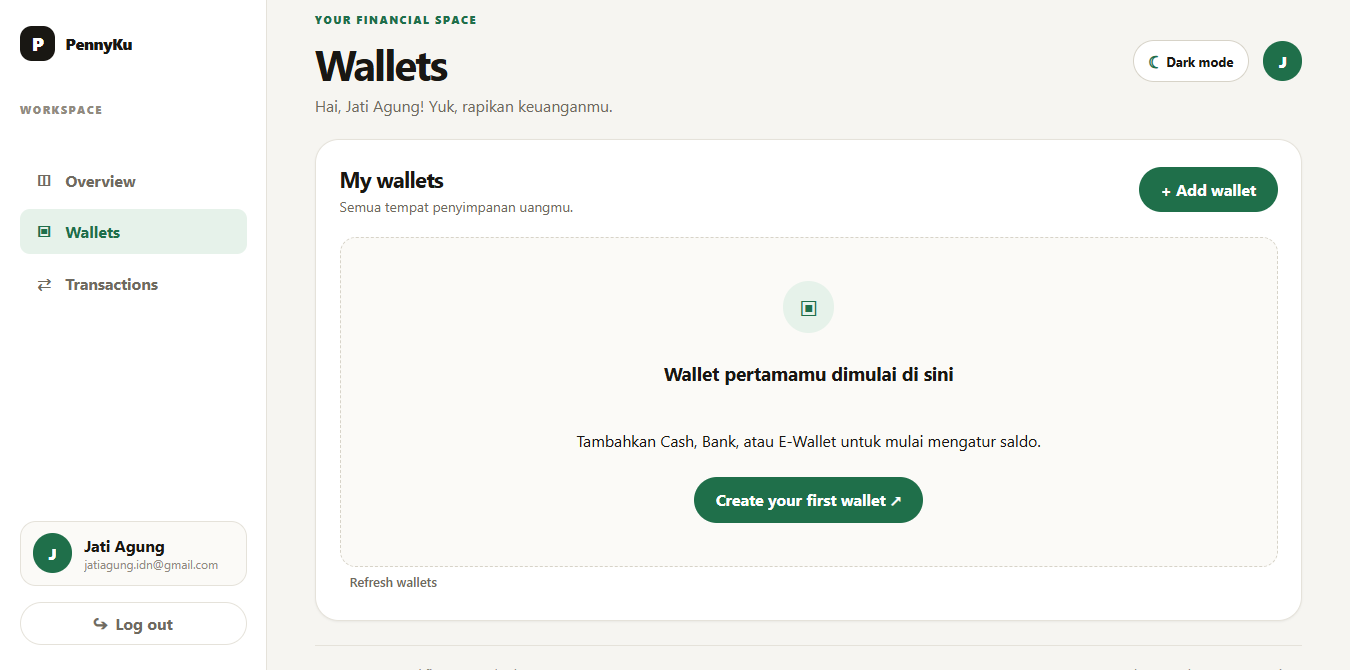 P PennyKu
WORKSPACE
Overview
Wallets
Transactions
J
Jati Agung
jatiagung.idn@gmail.com
Log out
YOUR FINANCIAL SPACE
Wallets
Hai, Jati Agung! Yuk, rapikan keuanganmu.
Dark mode
J
My wallets
Semua tempat penyimpanan uangmu.
+ Add wallet
Wallet pertamamu dimulai di sini
Tambahkan Cash, Bank, atau E-Wallet untuk mulai mengatur saldo.
Create your first wallet ↗
Refresh wallets